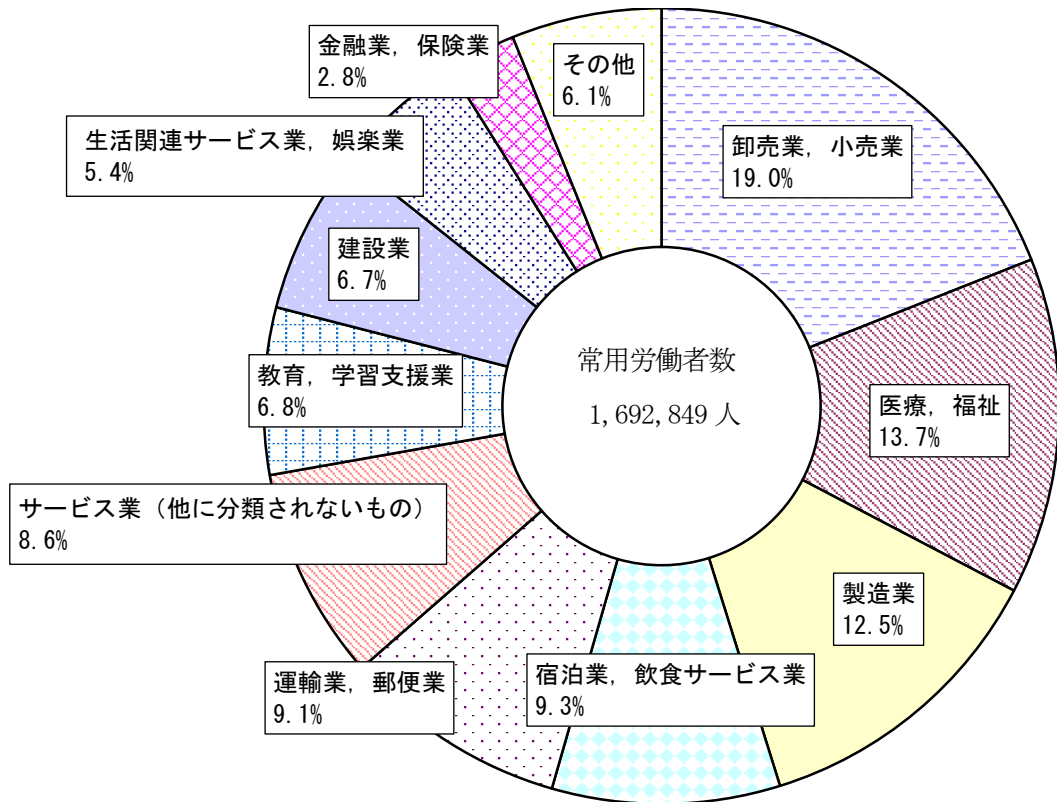 金融業，保険業
2.8%
その他
6.1%
卸売業，小売業
19.0%
生活関連サービス業，娯楽業
5.4%
建設業
6.7%
教育，学習支援業
6.8%
常用労働者数
1,692,849 人
医療，福祉
13.7%
サービス業（他に分類されないもの）
8.6%
製造業
12.5%
運輸業，郵便業
9.1%
宿泊業，飲食サービス業
9.3%